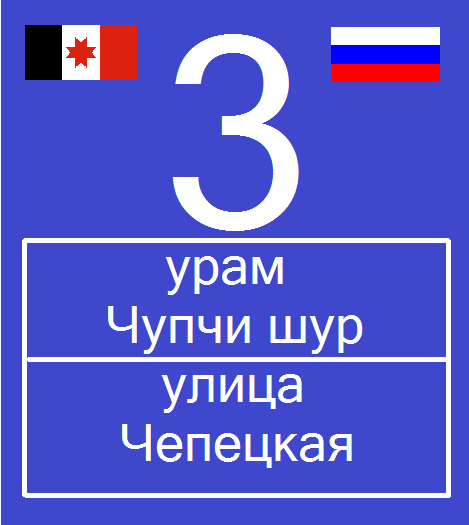 3
урам
Чупчи шур
улица
Чепецкая